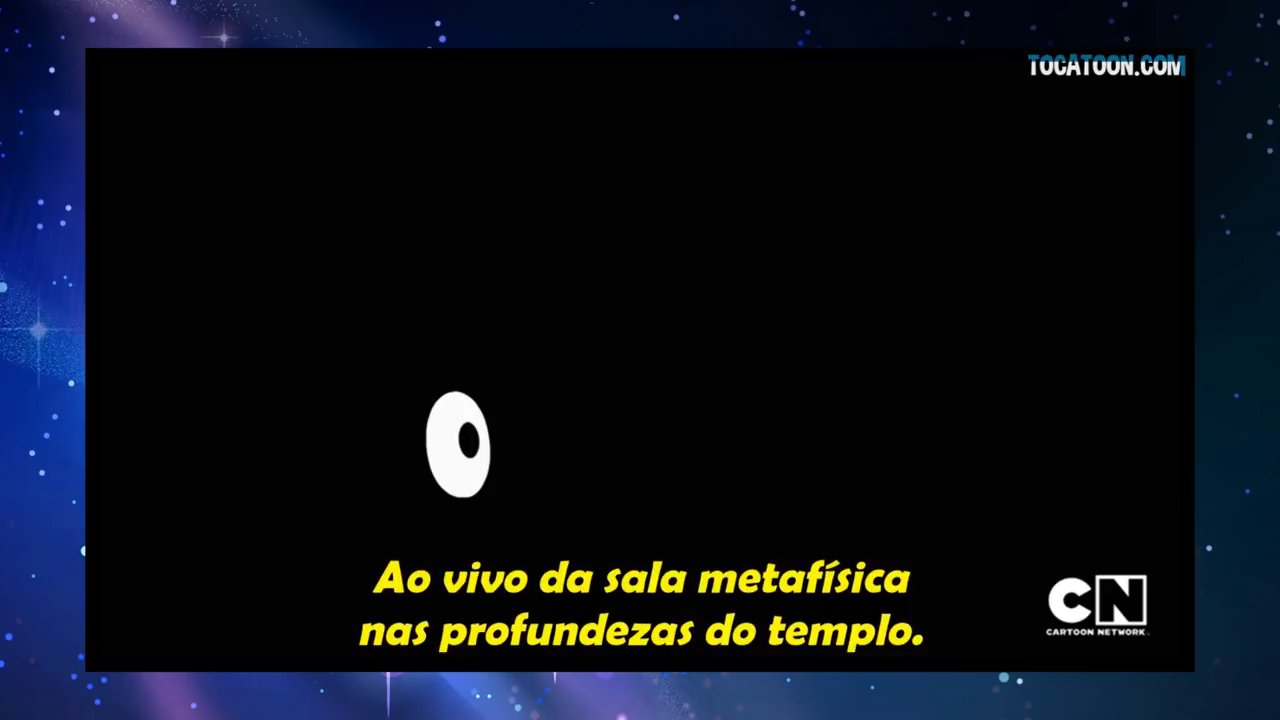 TOCATOON.COM
Ao vivo da sala metafísica
nas profundezas do templo.
CN
CARTOON NETWORK